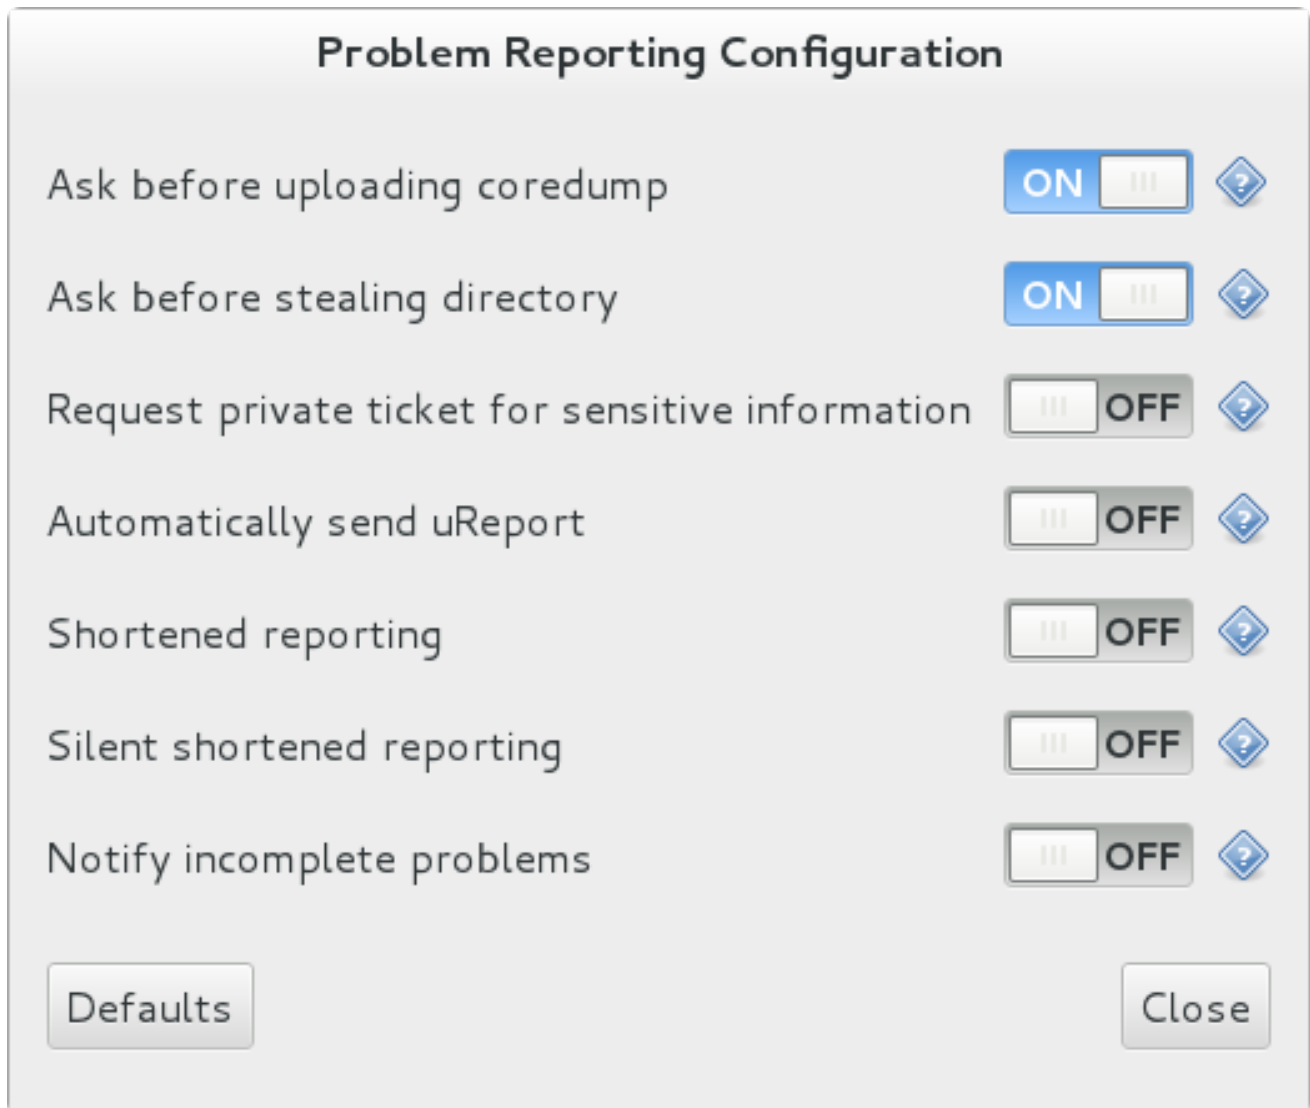 Problem Reporting Configuration
Ask before uploading coredump ON ?
Ask before stealing directory ON ?
Request private ticket for sensitive information OFF ?
Automatically send uReport OFF ?
Shortened reporting OFF ?
Silent shortened reporting OFF ?
Notify incomplete problems OFF ?
Defaults Close